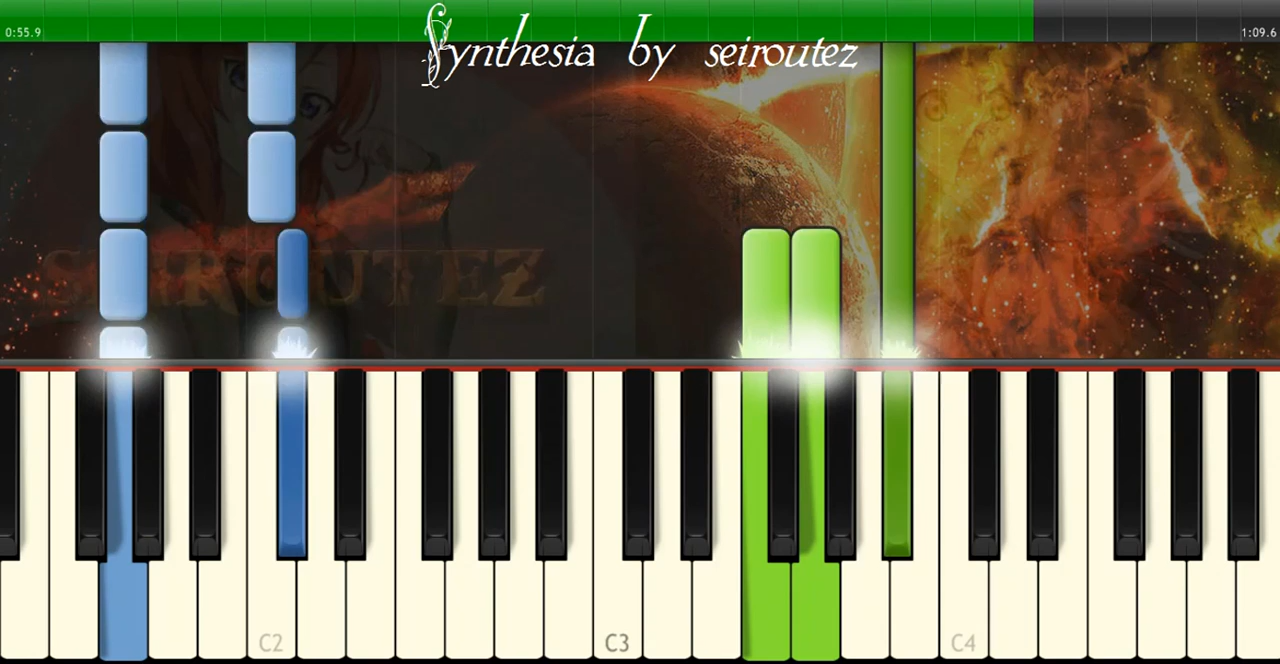 0:55.9
Synthesia by seiroutez
1:09.6
SEIROUTEZ
C2
C3
C4